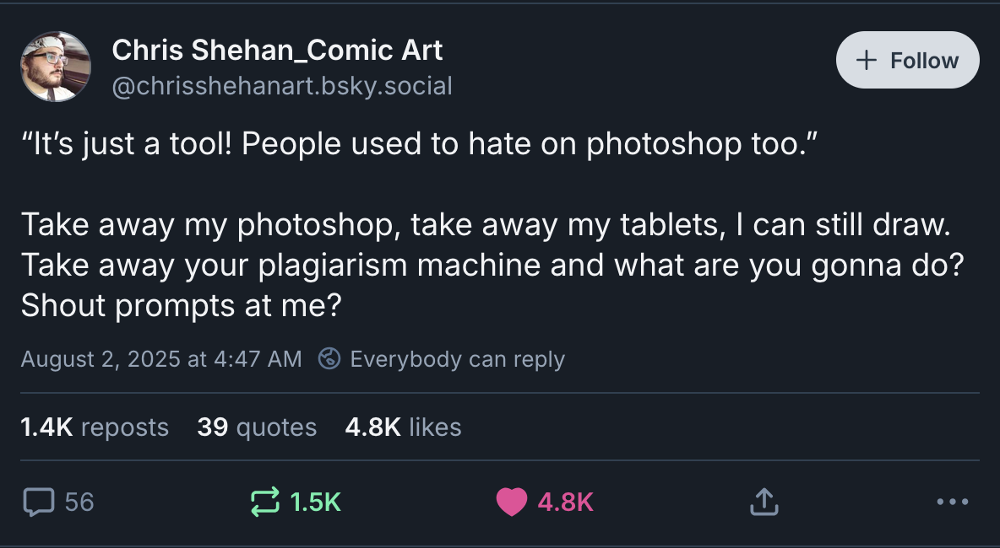 Chris Shehan_Comic Art
@chrisshehanart.bsky.social
+ Follow
“It’s just a tool! People used to hate on photoshop too.”
Take away my photoshop, take away my tablets, I can still draw.
Take away your plagiarism machine and what are you gonna do?
Shout prompts at me?
August 2, 2025 at 4:47 AM Everybody can reply
1.4K reposts 39 quotes 4.8K likes
56 1.5K 4.8K